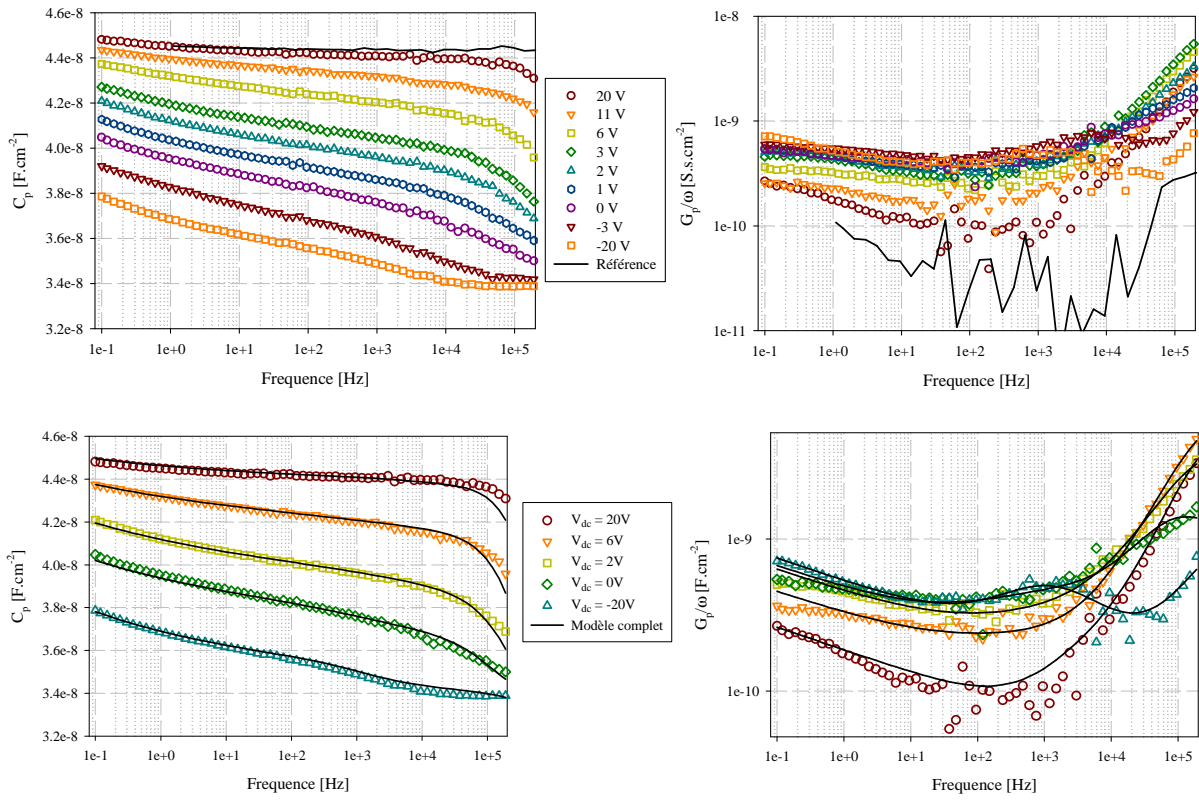 4.6e-8
4.4e-8
4.2e-8
4.0e-8
3.8e-8
3.6e-8
3.4e-8
3.2e-8
C_p [F.cm⁻²]
1e-1 1e+0 1e+1 1e+2 1e+3 1e+4 1e+5
Frequence [Hz]
20 V
11 V
6 V
3 V
2 V
1 V
0 V
-3 V
-20 V
Référence
1e-8
1e-9
1e-10
1e-11
G_p/ω [S.s.cm⁻²]
1e-1 1e+0 1e+1 1e+2 1e+3 1e+4 1e+5
Frequence [Hz]
4.6e-8
4.4e-8
4.2e-8
4.0e-8
3.8e-8
3.6e-8
3.4e-8
3.2e-8
C_p [F.cm⁻²]
1e-1 1e+0 1e+1 1e+2 1e+3 1e+4 1e+5
Frequence [Hz]
V_dc = 20V
V_dc = 6V
V_dc = 2V
V_dc = 0V
V_dc = -20V
Modèle complet
1e-9
1e-10
G_p/ω [F.cm⁻²]
1e-1 1e+0 1e+1 1e+2 1e+3 1e+4 1e+5
Frequence [Hz]